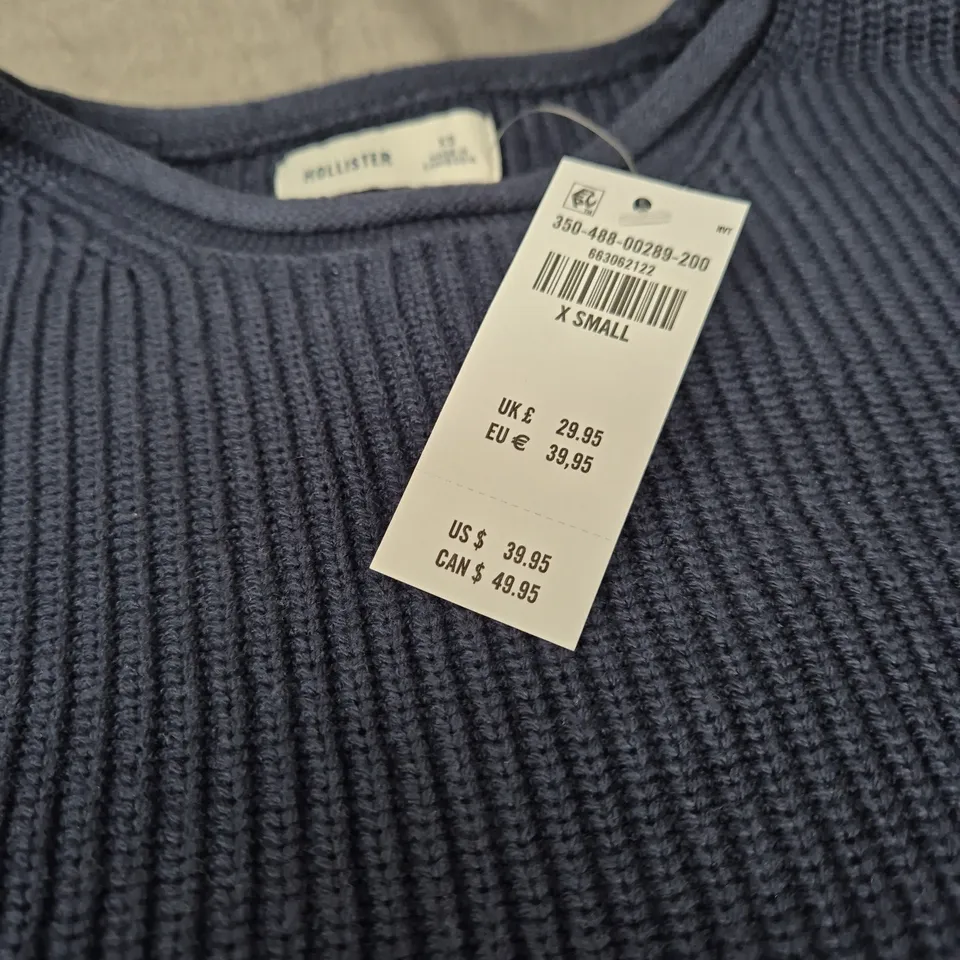 HOLLISTER
XS
RVT
350-488-00289-200
663062122
X SMALL
UK £ 29.95
EU € 39,95
US $ 39.95
CAN $ 49.95